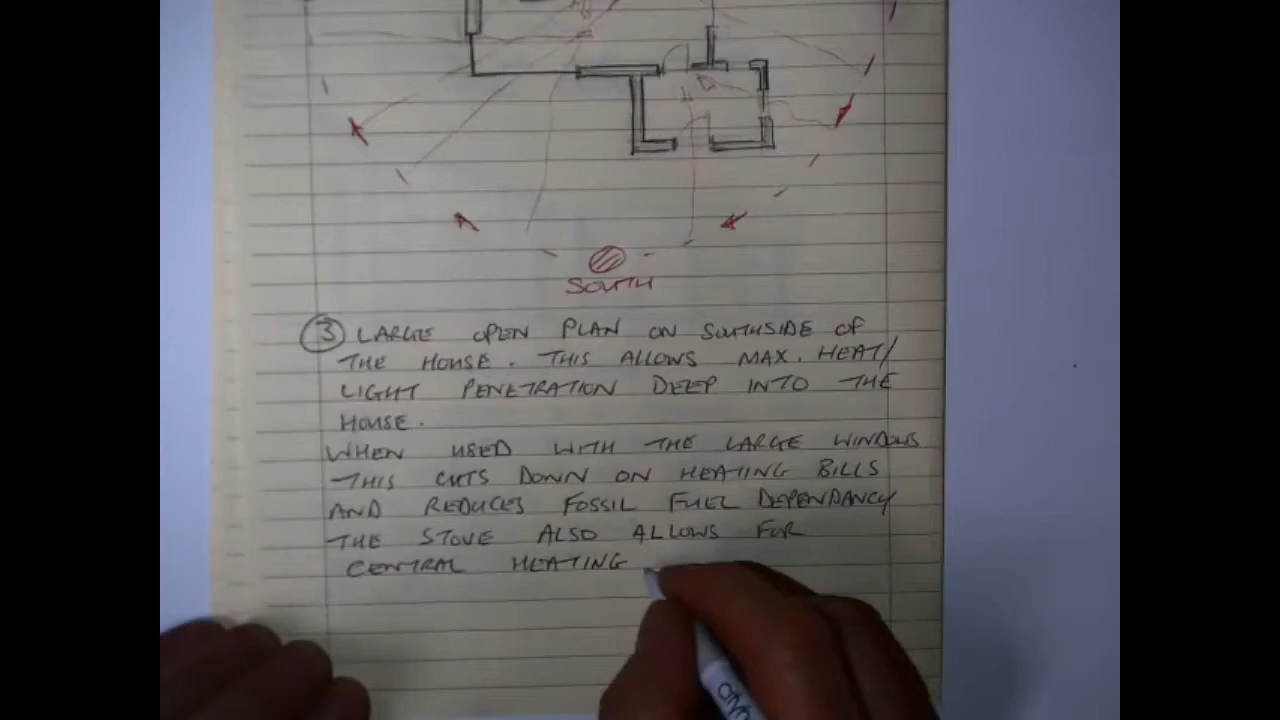 SOUTH
3 LARGE OPEN PLAN ON SOUTHSIDE OF
THE HOUSE. THIS ALLOWS MAX. HEAT/
LIGHT PENETRATION DEEP INTO THE
HOUSE.
WHEN USED WITH THE LARGE WINDOWS
THIS CUTS DOWN ON HEATING BILLS
AND REDUCES FOSSIL FUEL DEPENDANCY
THE STOVE ALSO ALLOWS FOR
CENTRAL HEATING